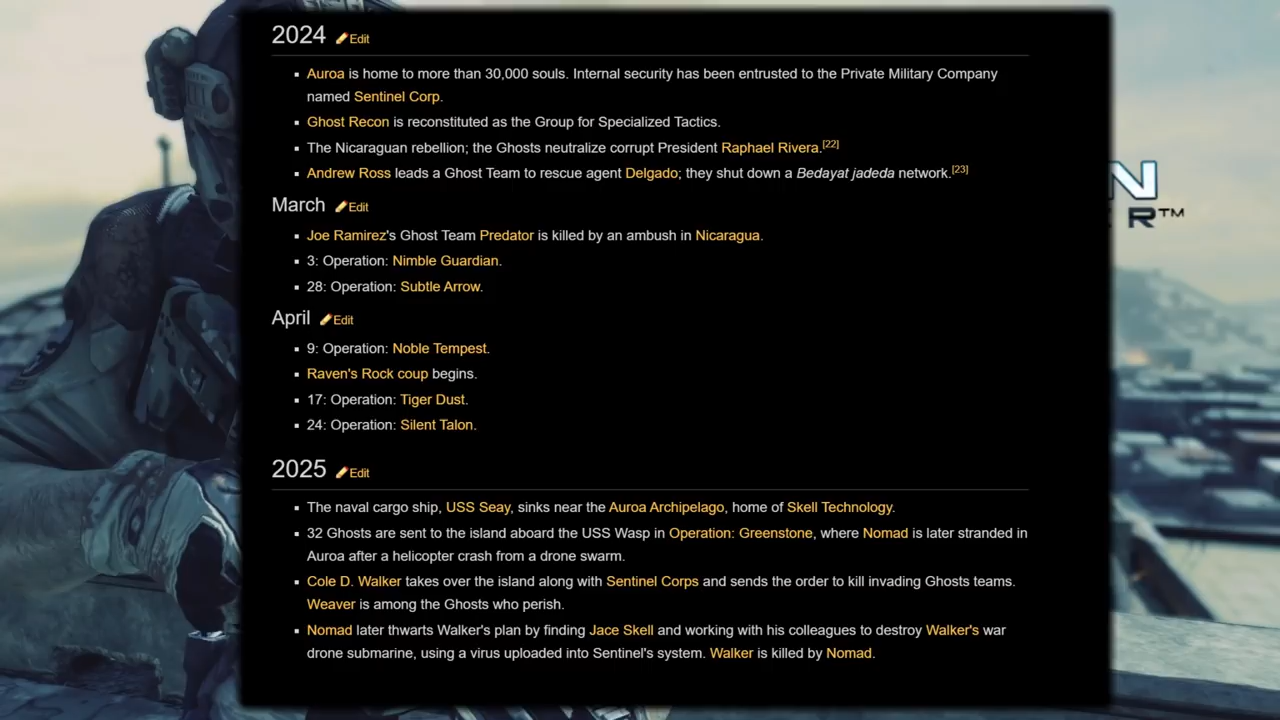 2024 Edit
Auroa is home to more than 30,000 souls. Internal security has been entrusted to the Private Military Company
named Sentinel Corp.
Ghost Recon is reconstituted as the Group for Specialized Tactics.
The Nicaraguan rebellion; the Ghosts neutralize corrupt President Raphael Rivera.[22]
Andrew Ross leads a Ghost Team to rescue agent Delgado; they shut down a Bedayat jadeda network.[23]
March Edit
Joe Ramirez's Ghost Team Predator is killed by an ambush in Nicaragua.
3: Operation: Nimble Guardian.
28: Operation: Subtle Arrow.
April Edit
9: Operation: Noble Tempest.
Raven's Rock coup begins.
17: Operation: Tiger Dust.
24: Operation: Silent Talon.
2025 Edit
The naval cargo ship, USS Seay, sinks near the Auroa Archipelago, home of Skell Technology.
32 Ghosts are sent to the island aboard the USS Wasp in Operation: Greenstone, where Nomad is later stranded in
Auroa after a helicopter crash from a drone swarm.
Cole D. Walker takes over the island along with Sentinel Corps and sends the order to kill invading Ghosts teams.
Weaver is among the Ghosts who perish.
Nomad later thwarts Walker's plan by finding Jace Skell and working with his colleagues to destroy Walker's war
drone submarine, using a virus uploaded into Sentinel's system. Walker is killed by Nomad.
N
R™